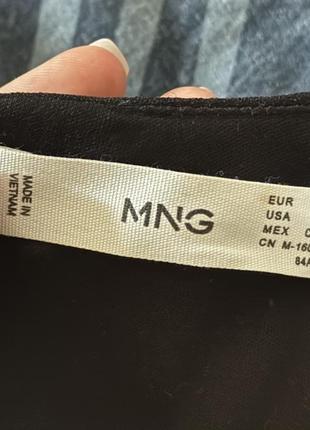 MADE IN
VIETNAM
MNG
EUR
USA
MEX
CN M-160
84A